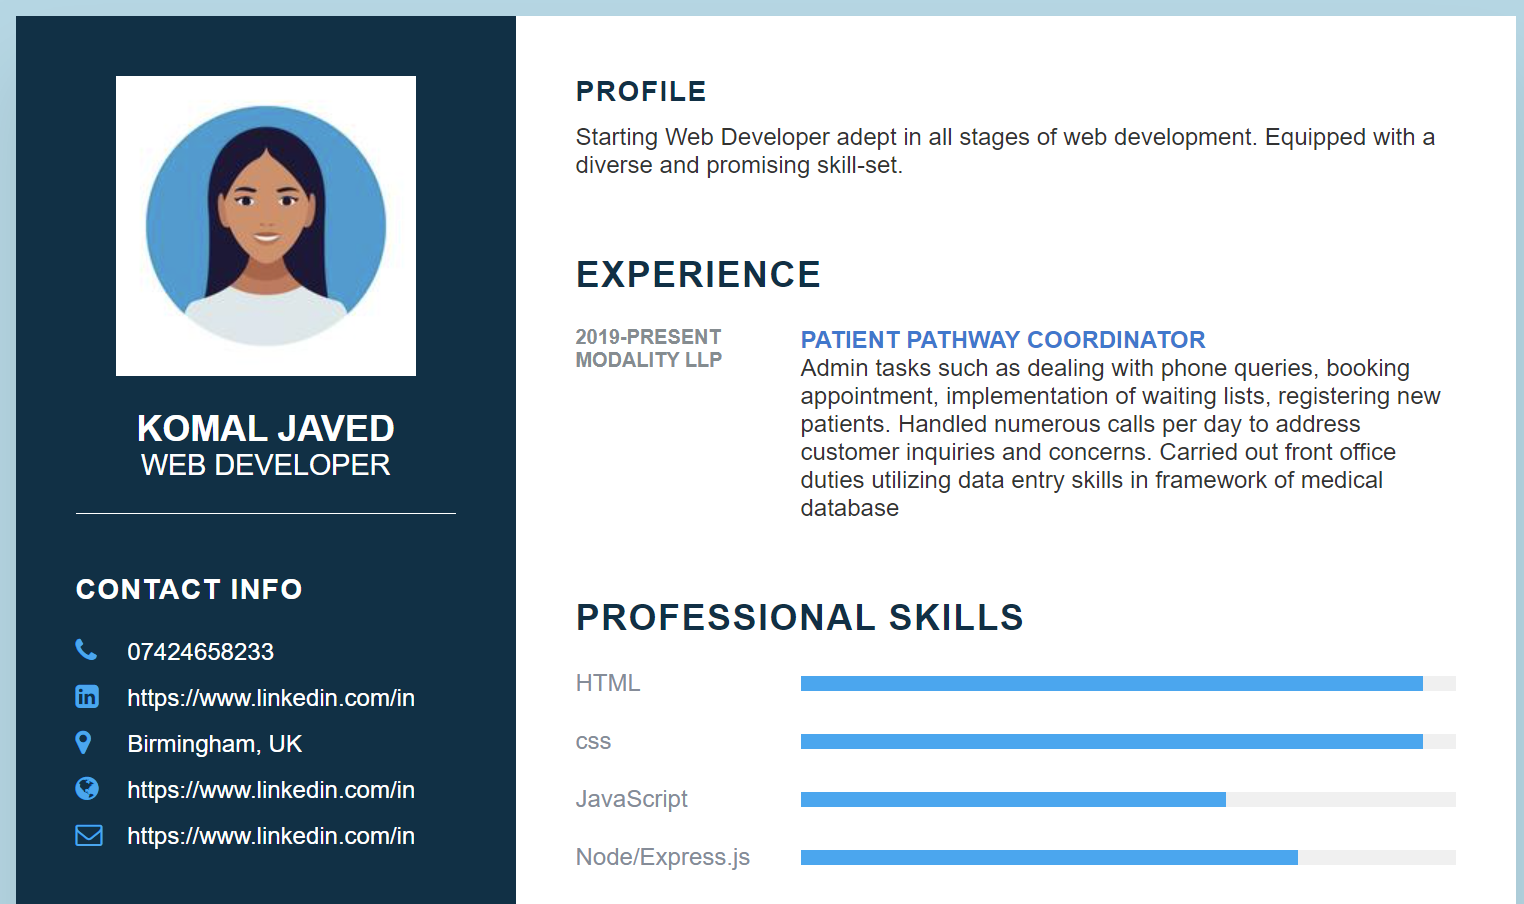 KOMAL JAVED
WEB DEVELOPER
CONTACT INFO
07424658233
https://www.linkedin.com/in
Birmingham, UK
https://www.linkedin.com/in
https://www.linkedin.com/in
PROFILE
Starting Web Developer adept in all stages of web development. Equipped with a
diverse and promising skill-set.
EXPERIENCE
2019-PRESENT
MODALITY LLP
PATIENT PATHWAY COORDINATOR
Admin tasks such as dealing with phone queries, booking
appointment, implementation of waiting lists, registering new
patients. Handled numerous calls per day to address
customer inquiries and concerns. Carried out front office
duties utilizing data entry skills in framework of medical
database
PROFESSIONAL SKILLS
HTML
css
JavaScript
Node/Express.js